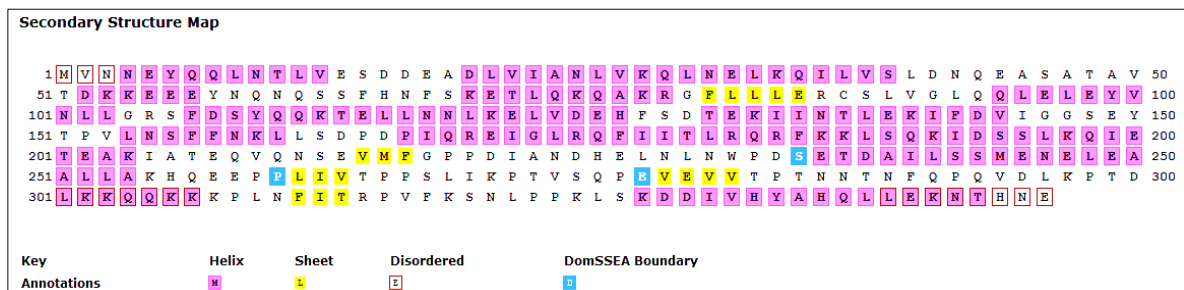 Secondary Structure Map
1 M V N N E Y Q Q L N T L V E S D D E A D L V I A N L V K Q L N E L K Q I L V S L D N Q E A S A T A V 50
51 T D K K E E E Y N Q N Q S S F H N F S K E T L Q K Q A K R G F L L L E R C S L V G L Q Q L E L E Y V 100
101 N L L G R S F D S Y Q Q K T E L L N N L K E L V D E H F S D T E K I I N T L E K I F D V I G G S E Y 150
151 T P V L N S F F N K L L S D P D P I Q R E I G L R Q F I I T L R Q R F K K L S Q K I D S S L K Q I E 200
201 T E A K I A T E Q V Q N S E V M F G P P D I A N D H E L N L N W P D S E T D A I L S S M E N E L E A 250
251 A L L A K H Q E E P P L I V T P P S L I K P T V S Q P E V E V V T P T N N T N F Q P Q V D L K P T D 300
301 L K K Q Q K K K P L N F I T R P V F K S N L P P K L S K D D I V H Y A H Q L L E K N T H N E
Key Helix Sheet Disordered DomSSEA Boundary
Annotations M L E D